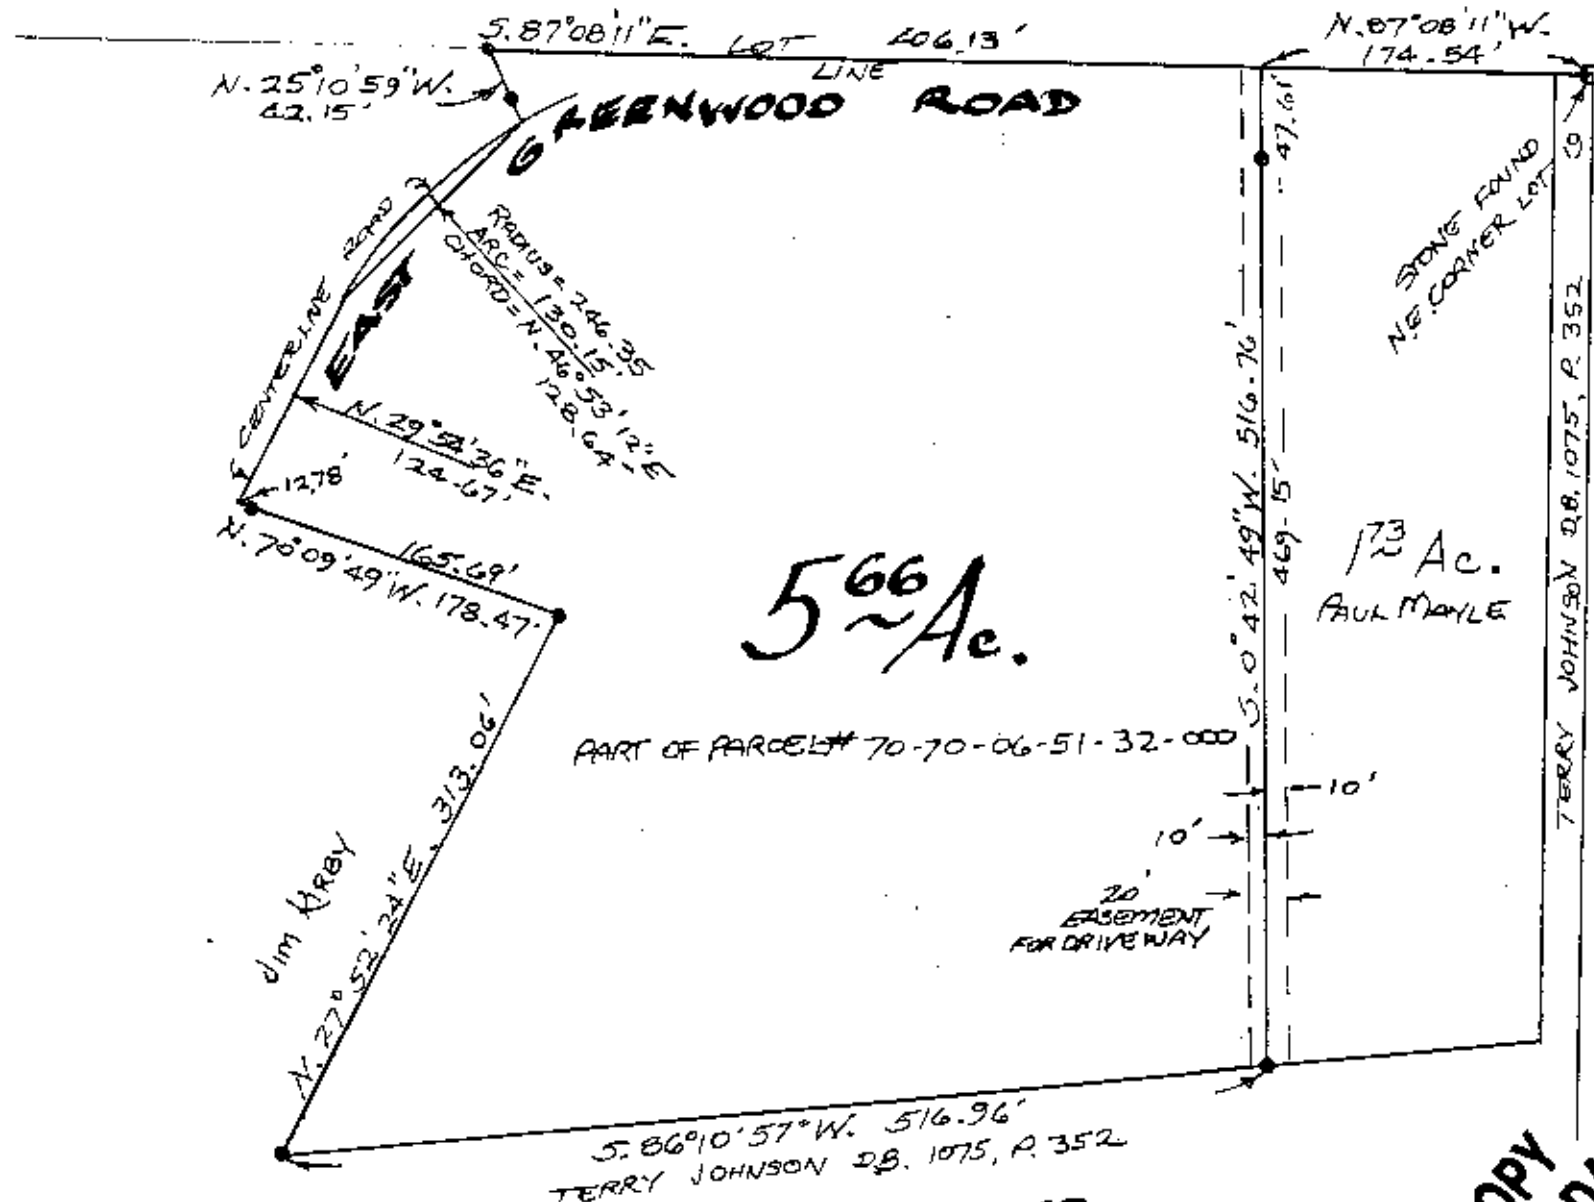 S. 87°08'11"E. LOT 406.13'
LINE
N. 87°08'11"W.
174.54'
N. 25°10'59"W.
42.15'
GREENWOOD ROAD
EAST
CENTERLINE ROAD
RADIUS = 246.35
ARC = 130.15'
CHORD = N. 46°53'12"E
128.64'
N. 29°54'36"E.
124.67'
12.78'
165.69'
N. 70°09'49"W. 178.47'
47.61'
STONE FOUND
N.E. CORNER LOT 9
S. 0°42'49"W. 516.76'
469.15'
5 66 Ac.
1 73 Ac.
PAUL MAYLE
PART OF PARCEL# 70-70-06-51-32-000
TERRY JOHNSON D.B. 1075, P. 352
10'
10'
20'
EASEMENT
FOR DRIVEWAY
JIM KIRBY
N. 27°52'24"E. 313.06'
S. 86°10'57"W. 516.96'
TERRY JOHNSON D.B. 1075, P. 352